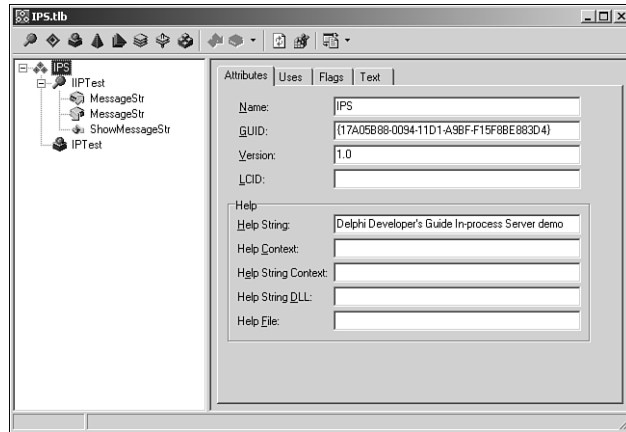 IPS.tlb
IPS
IIPTest
MessageStr
MessageStr
ShowMessageStr
IPTest
Attributes
Uses
Flags
Text
Name: IPS
GUID: {17A05B88-0094-11D1-A9BF-F15F8BE883D4}
Version: 1.0
LCID:
Help
Help String: Delphi Developer's Guide In-process Server demo
Help Context:
Help String Context:
Help String DLL:
Help File: